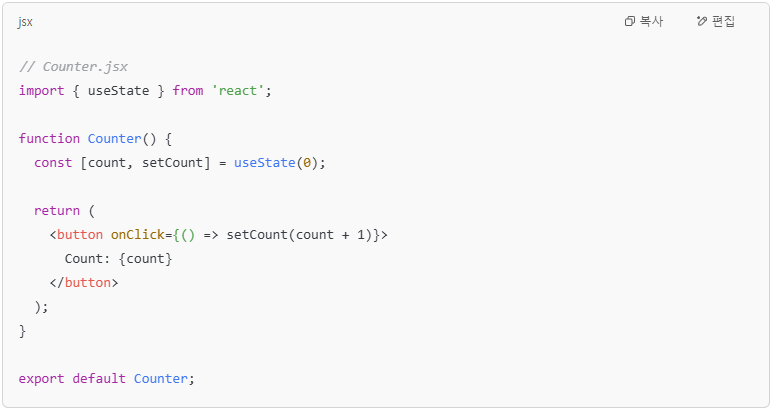 jsx
복사
편집
// Counter.jsx
import { useState } from 'react';
function Counter() {
const [count, setCount] = useState(0);
return (
<button onClick={() => setCount(count + 1)}>
Count: {count}
</button>
);
}
export default Counter;